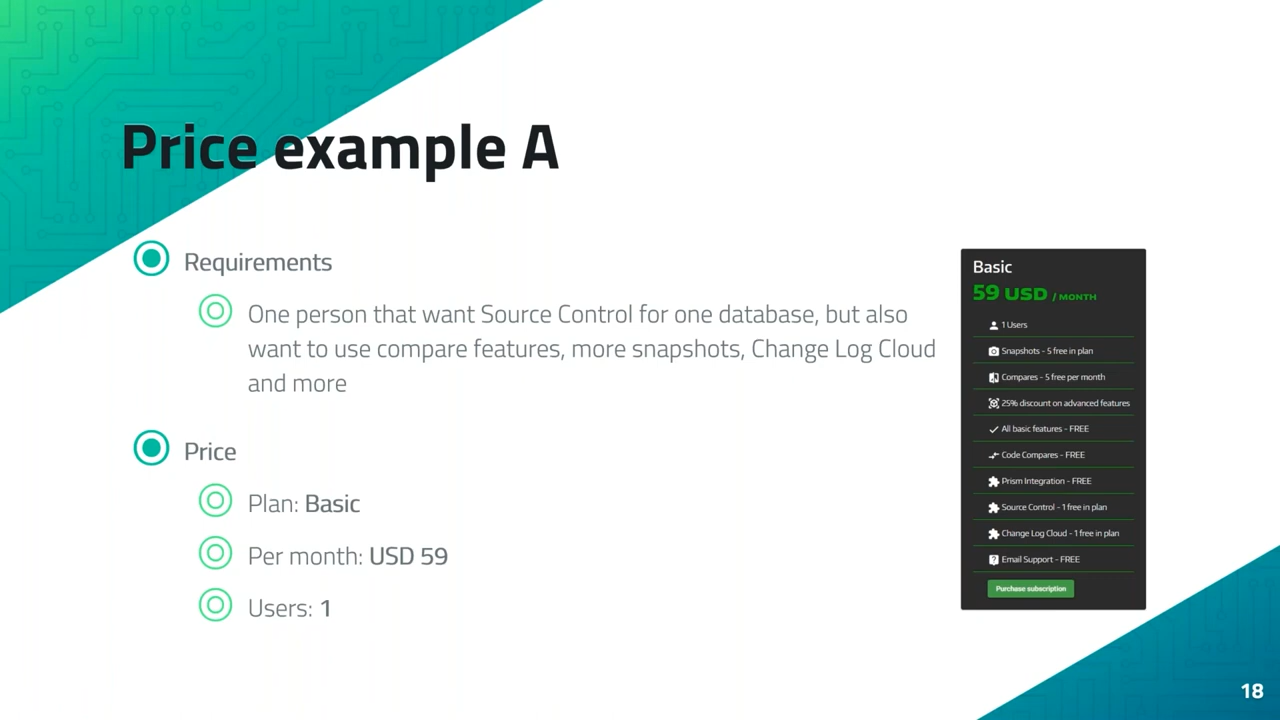 Price example A
Requirements
One person that want Source Control for one database, but also
want to use compare features, more snapshots, Change Log Cloud
and more
Price
Plan: Basic
Per month: USD 59
Users: 1
Basic
59 USD / MONTH
1 Users
Snapshots - 5 free in plan
Compares - 5 free per month
25% discount on advanced features
All basic features - FREE
Code Compares - FREE
Prism Integration - FREE
Source Control - 1 free in plan
Change Log Cloud - 1 free in plan
Email Support - FREE
Purchase subscription
18